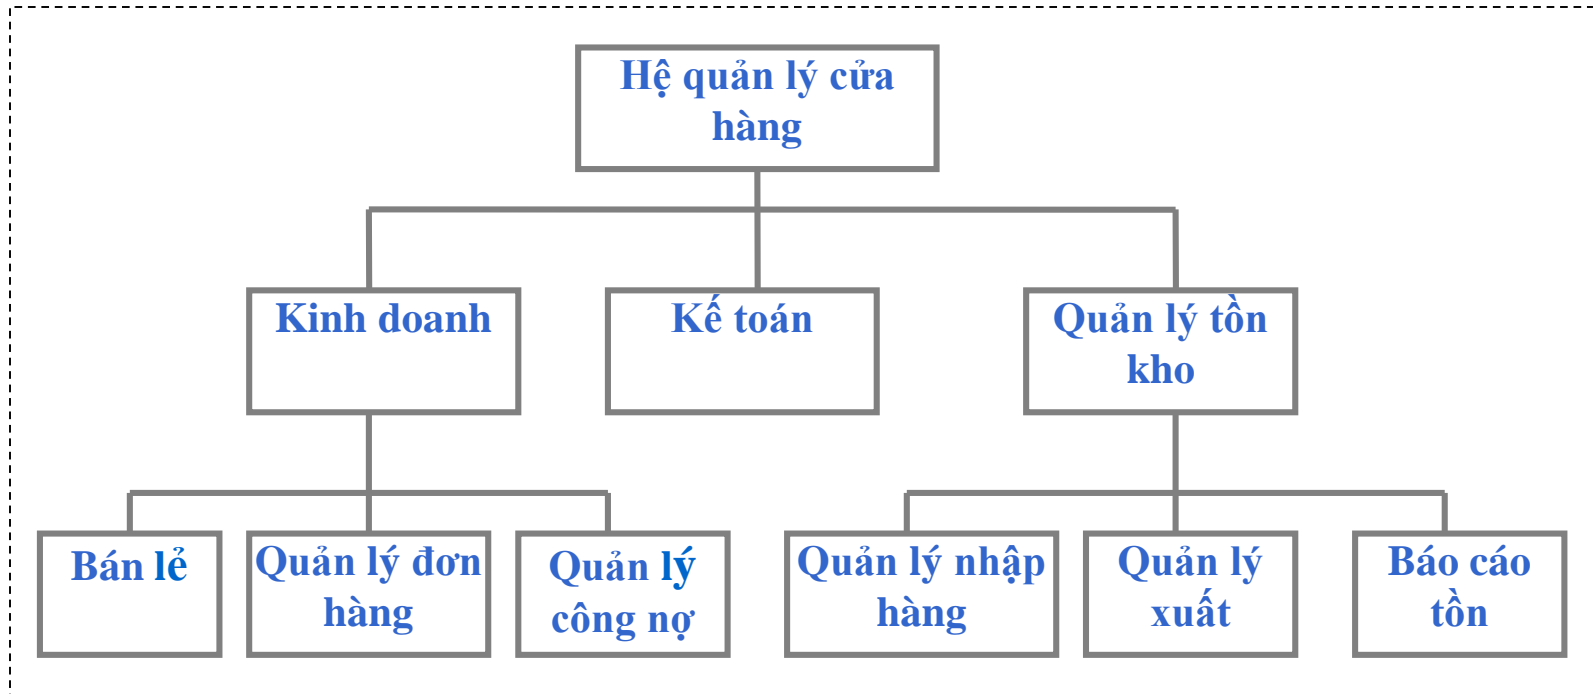 Hệ quản lý cửa
hàng
Kinh doanh
Kế toán
Quản lý tồn
kho
Bán lẻ
Quản lý đơn
hàng
Quản lý
công nợ
Quản lý nhập
hàng
Quản lý
xuất
Báo cáo
tồn